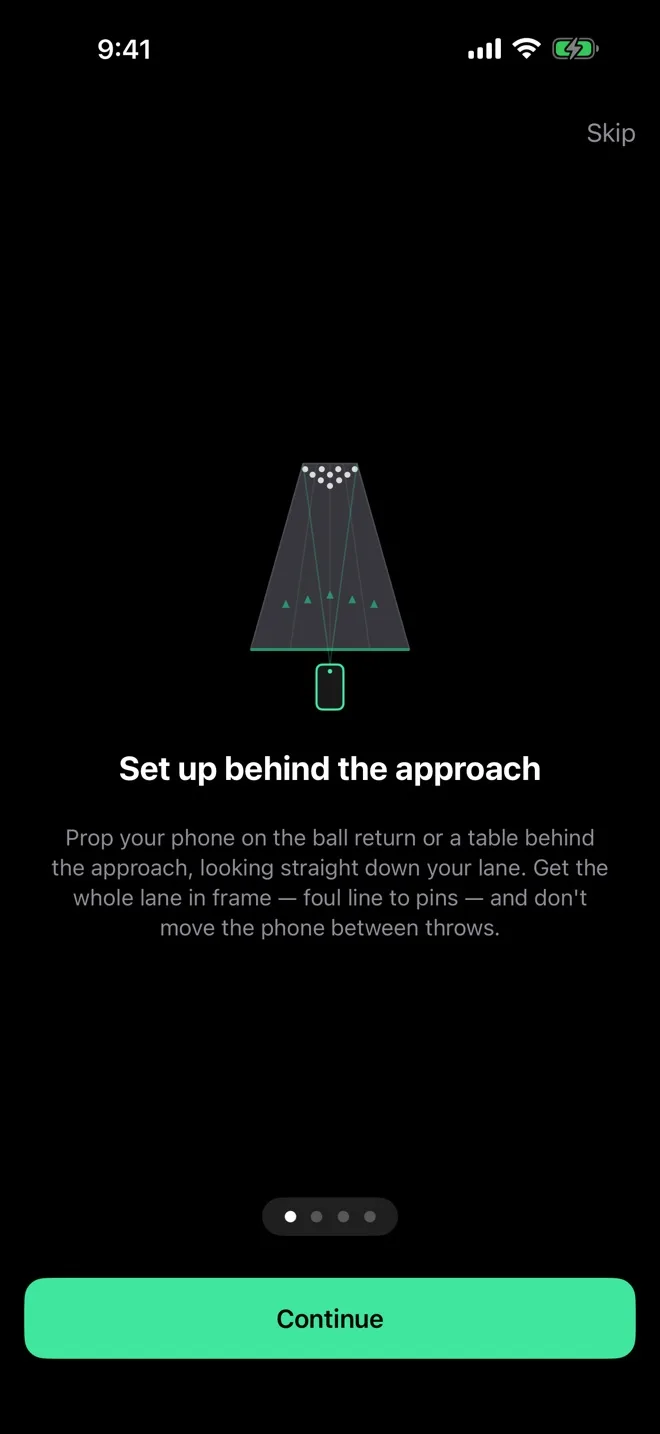 9:41
Skip
Set up behind the approach
Prop your phone on the ball return or a table behind
the approach, looking straight down your lane. Get the
whole lane in frame — foul line to pins — and don't
move the phone between throws.
Continue